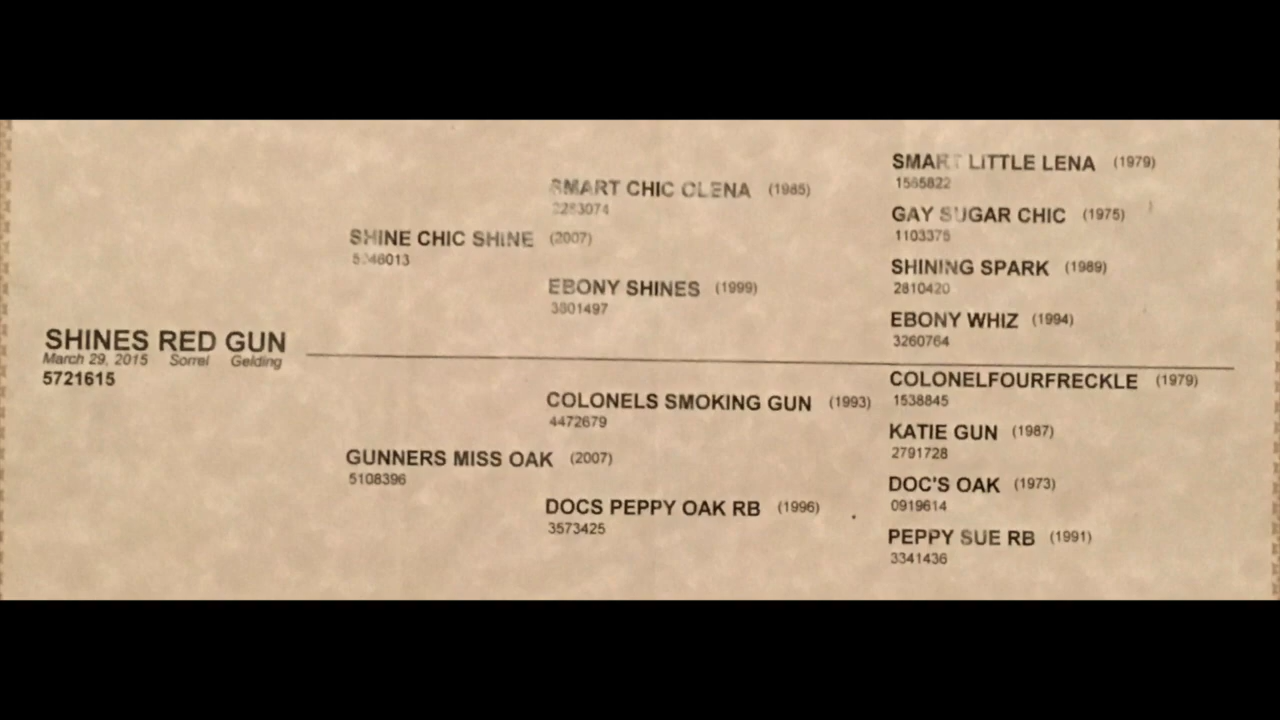 SMART LITTLE LENA (1979)
1565822
SMART CHIC OLENA (1985)
2283074
GAY SUGAR CHIC (1975)
1103375
SHINE CHIC SHINE (2007)
SHINING SPARK (1989)
2810420
EBONY SHINES (1999)
3801497
EBONY WHIZ (1994)
3260764
SHINES RED GUN
March 29, 2015 Sorrel Gelding
5721615
COLONELFOURFRECKLE (1979)
1538845
COLONELS SMOKING GUN (1993)
4472679
KATIE GUN (1987)
2791728
GUNNERS MISS OAK (2007)
5108396
DOC'S OAK (1973)
0919614
DOCS PEPPY OAK RB (1996)
3573425
PEPPY SUE RB (1991)
3341436